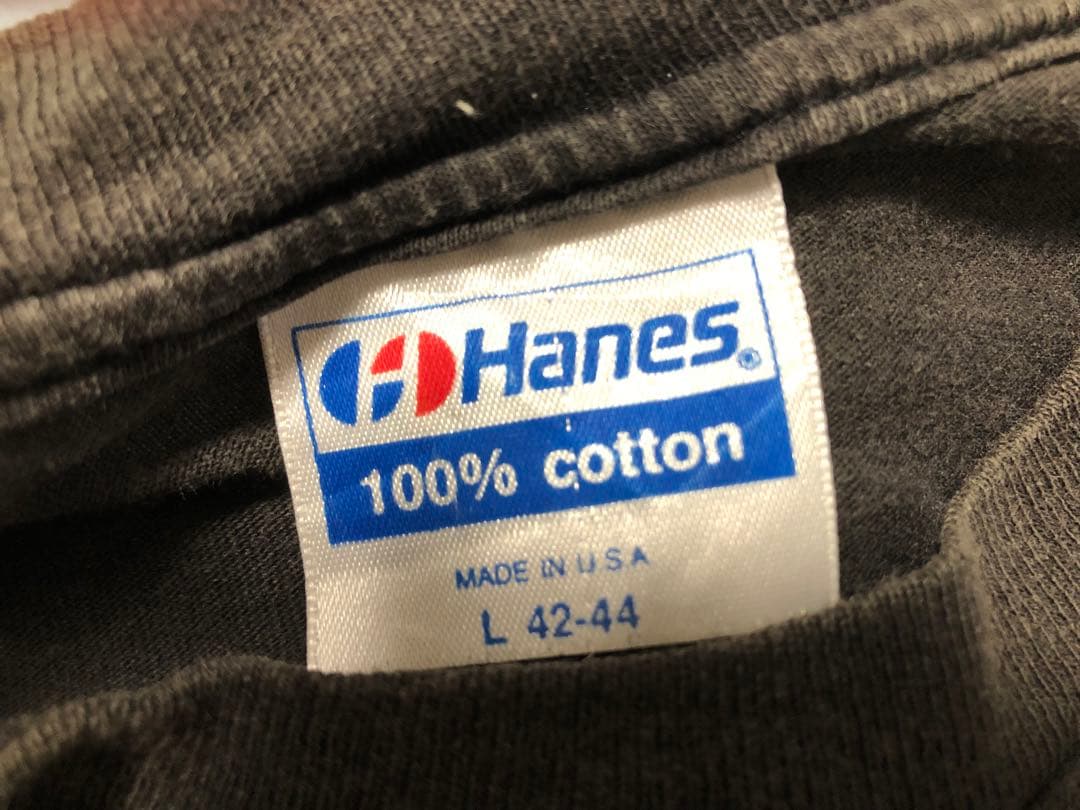 Hanes®
100% cotton
MADE IN U S A
L 42-44